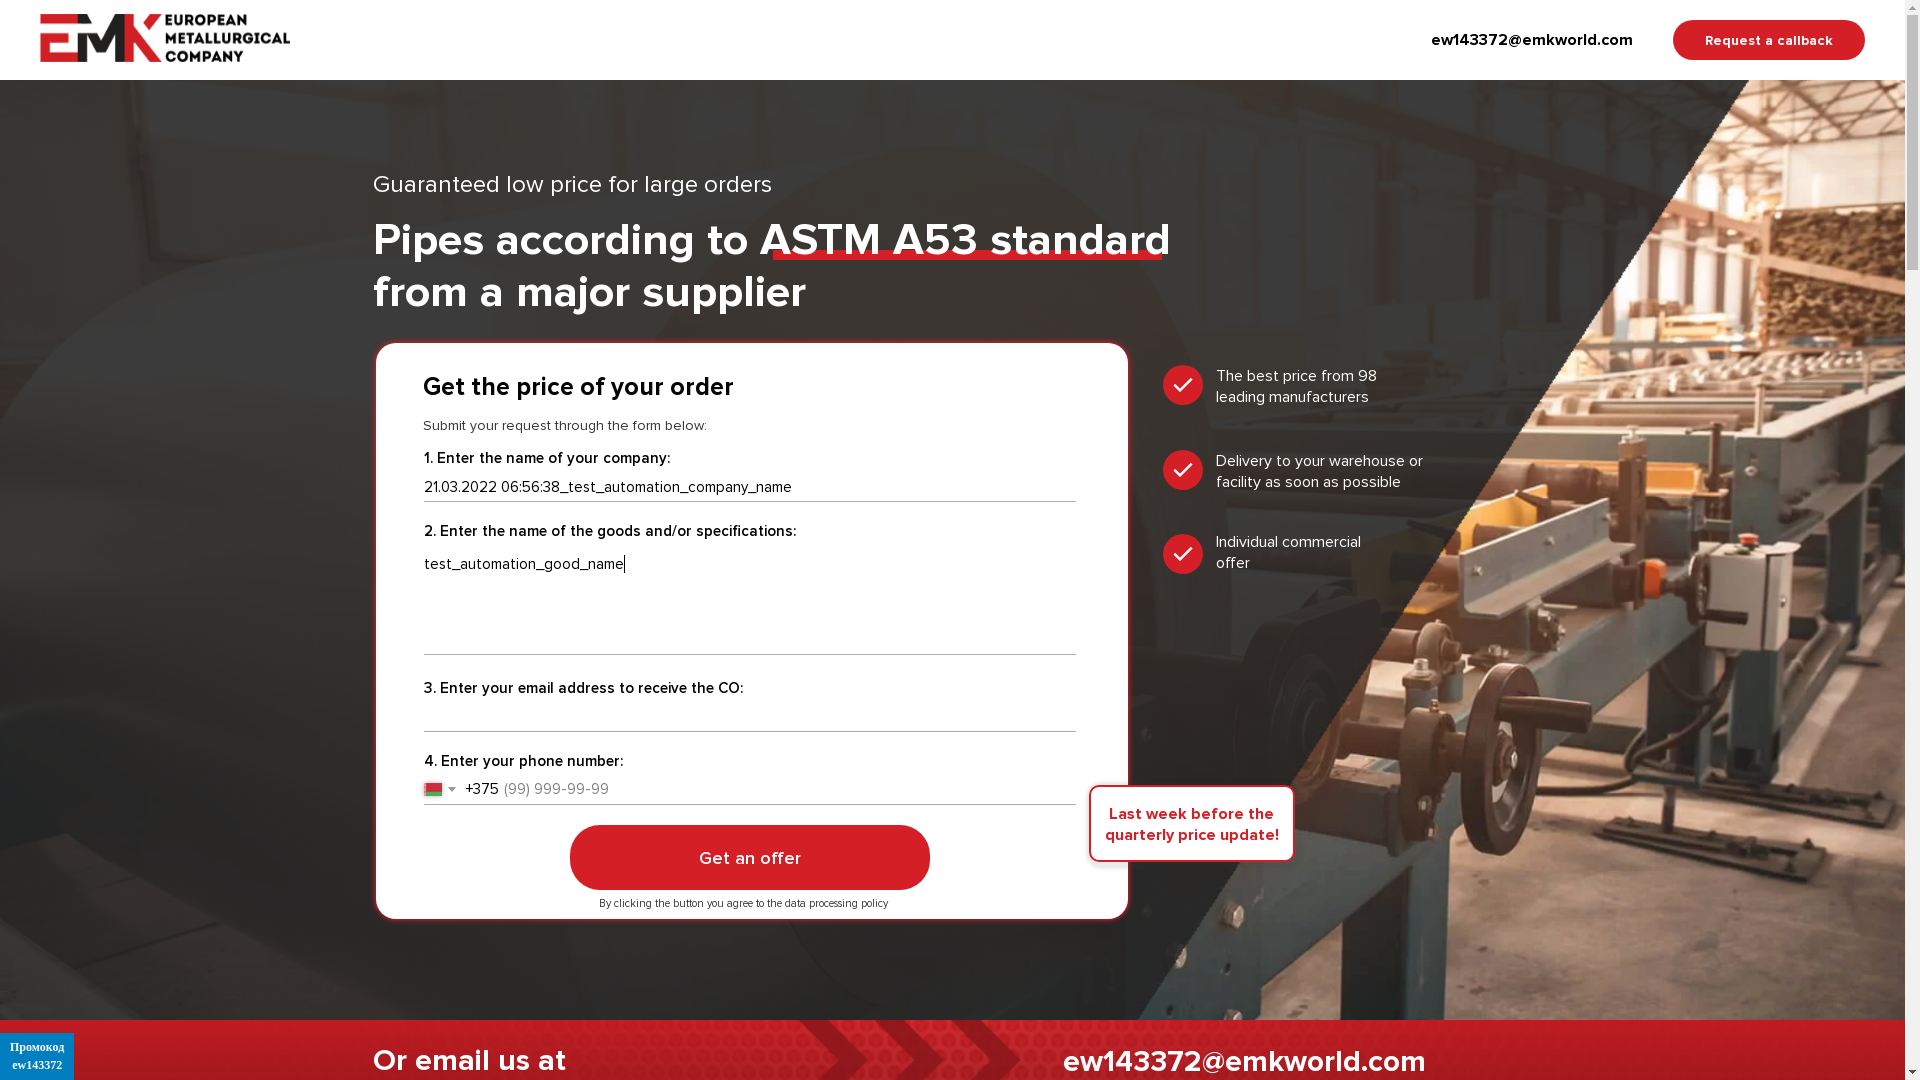 EMK EUROPEAN
METALLURGICAL
COMPANY
ew143372@emkworld.com
Request a callback
Guaranteed low price for large orders
Pipes according to ASTM A53 standard
from a major supplier
Get the price of your order
Submit your request through the form below:
1. Enter the name of your company:
21.03.2022 06:56:38_test_automation_company_name
2. Enter the name of the goods and/or specifications:
test_automation_good_name
3. Enter your email address to receive the CO:
4. Enter your phone number:
+375 (99) 999-99-99
Get an offer
By clicking the button you agree to the data processing policy
The best price from 98
leading manufacturers
Delivery to your warehouse or
facility as soon as possible
Individual commercial
offer
Last week before the
quarterly price update!
Or email us at
ew143372@emkworld.com
Промокод
ew143372